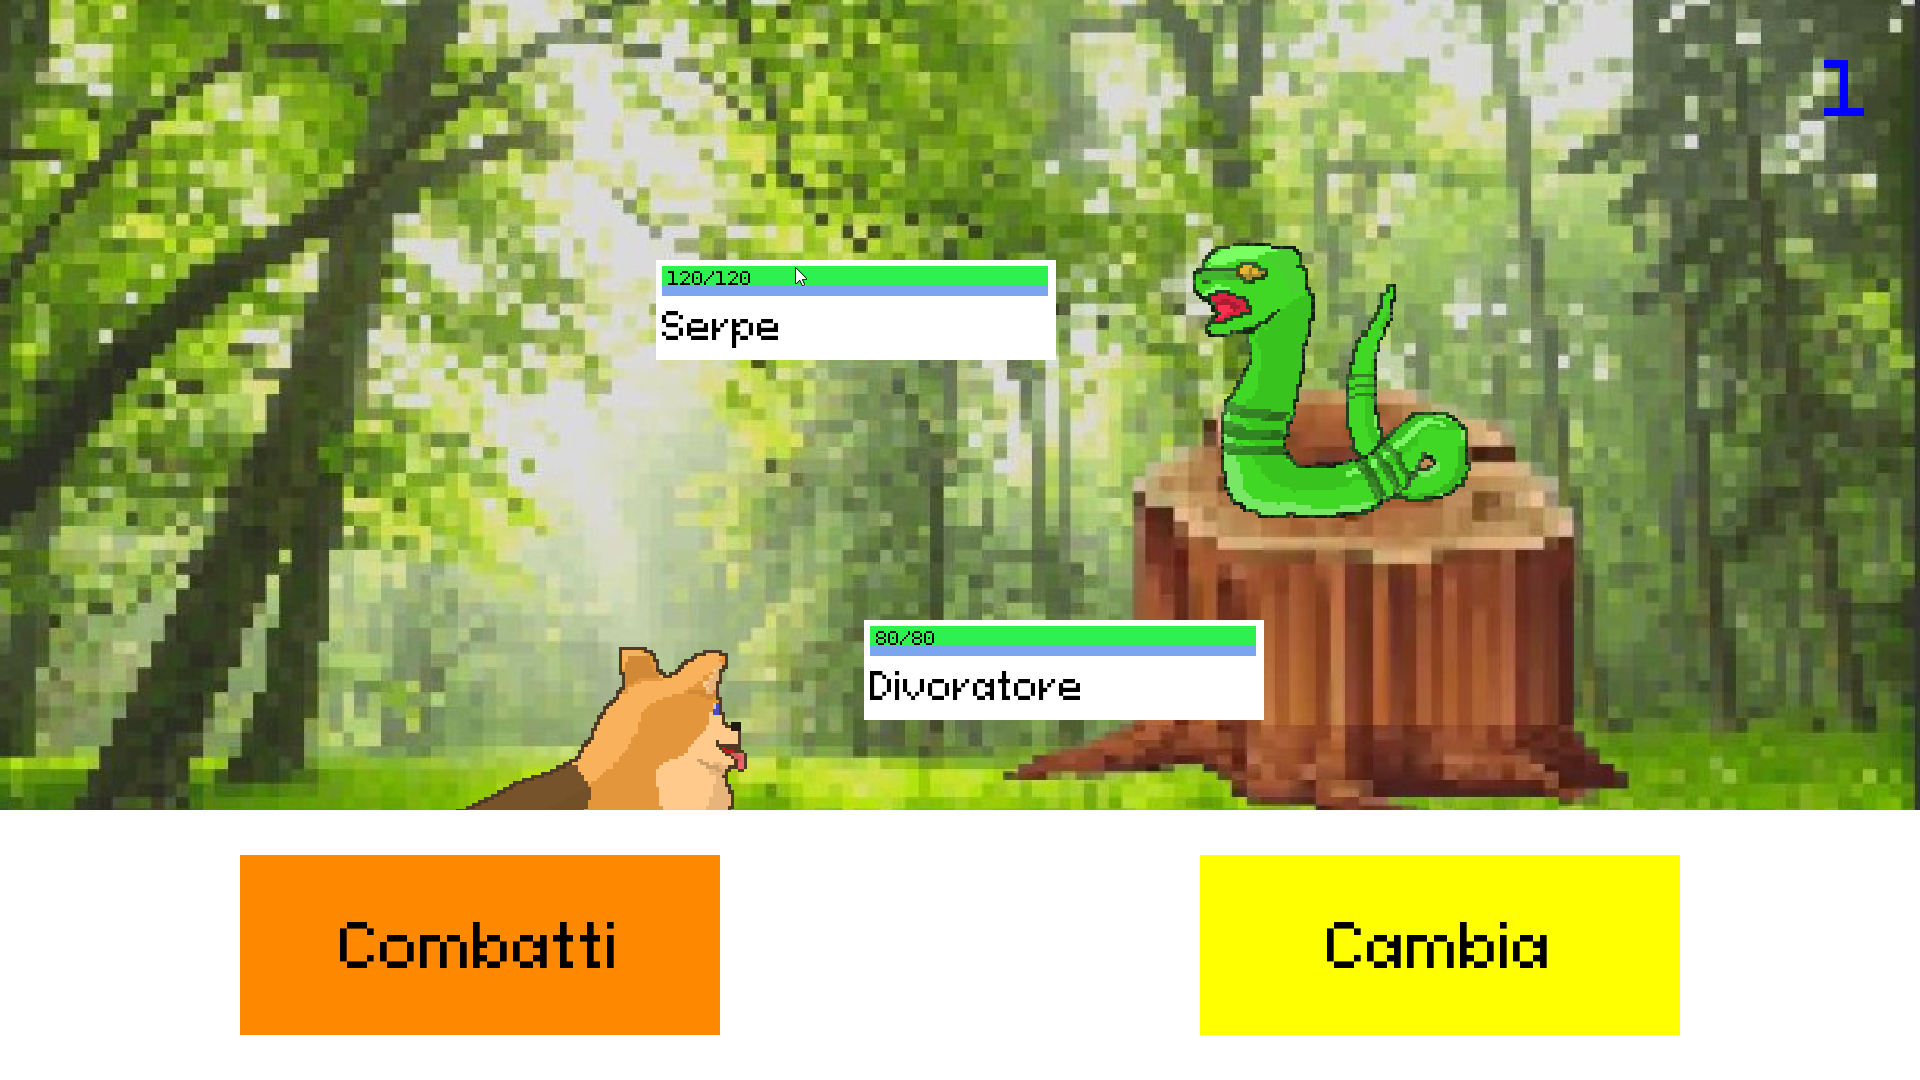 1
120/120
Serpe
80/80
Divoratore
Combatti
Cambia